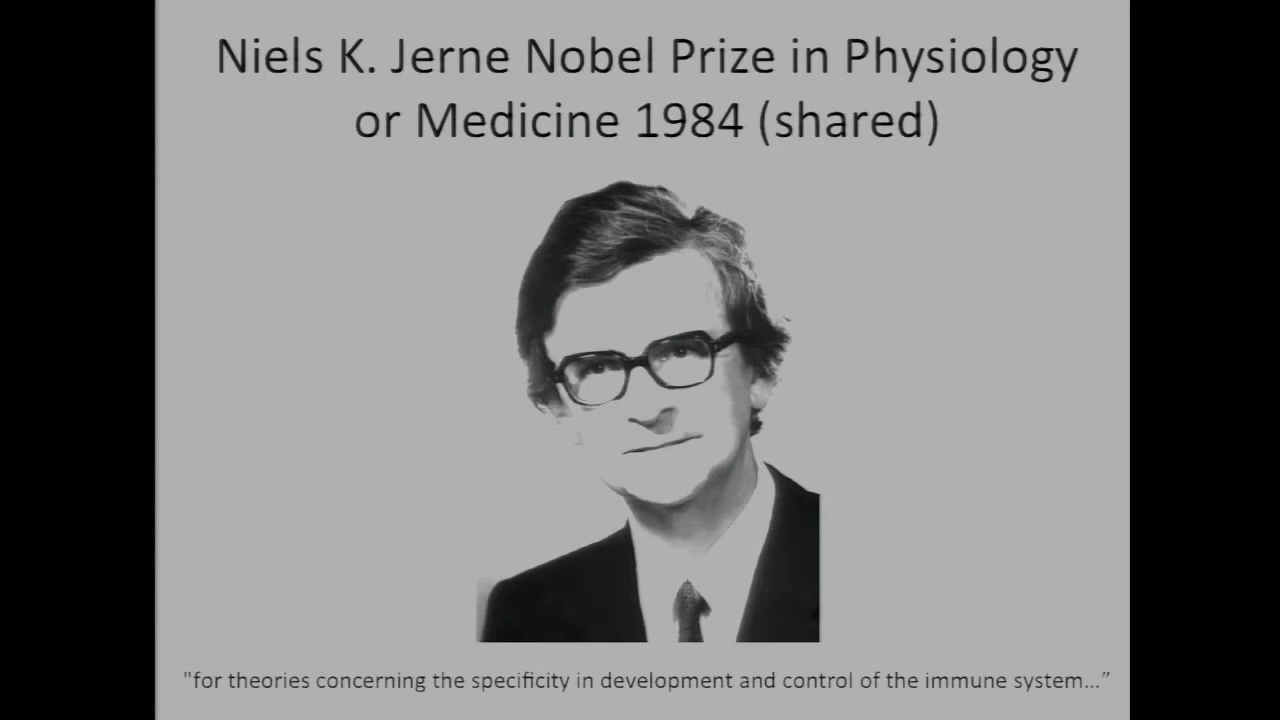 Niels K. Jerne Nobel Prize in Physiology
or Medicine 1984 (shared)
"for theories concerning the specificity in development and control of the immune system…”